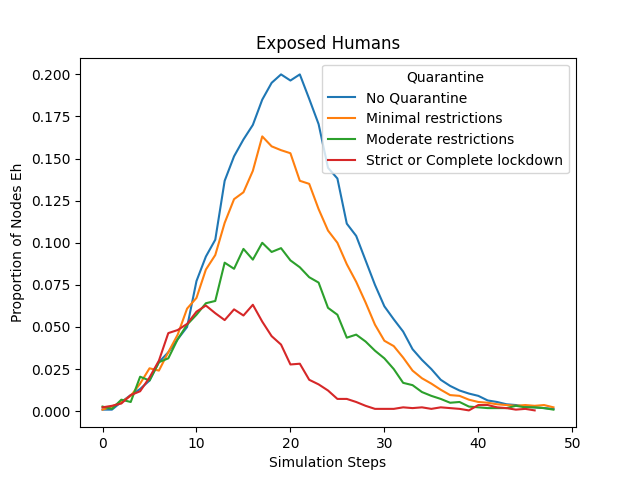 Exposed Humans
Quarantine
No Quarantine
Minimal restrictions
Moderate restrictions
Strict or Complete lockdown
Proportion of Nodes Eh
0.200
0.175
0.150
0.125
0.100
0.075
0.050
0.025
0.000
0 10 20 30 40 50
Simulation Steps